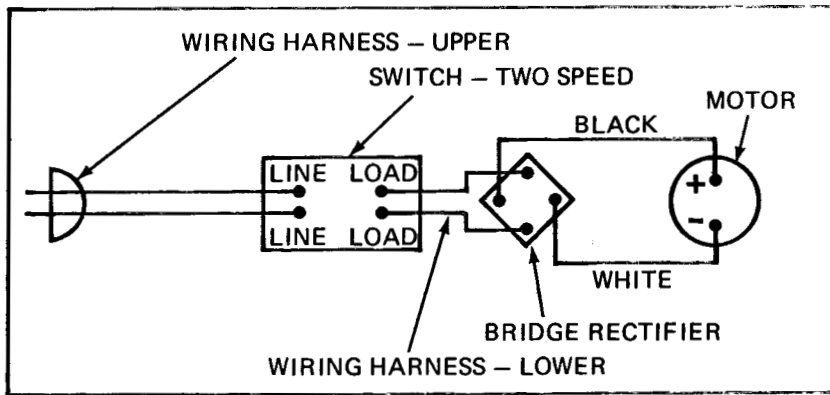 WIRING HARNESS – UPPER
SWITCH – TWO SPEED
MOTOR
BLACK
LINE LOAD
+
LINE LOAD
-
WHITE
BRIDGE RECTIFIER
WIRING HARNESS – LOWER